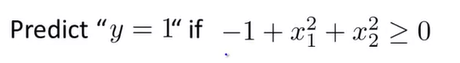 Predict “y = 1“ if −1 + x₁² + x₂² ≥ 0